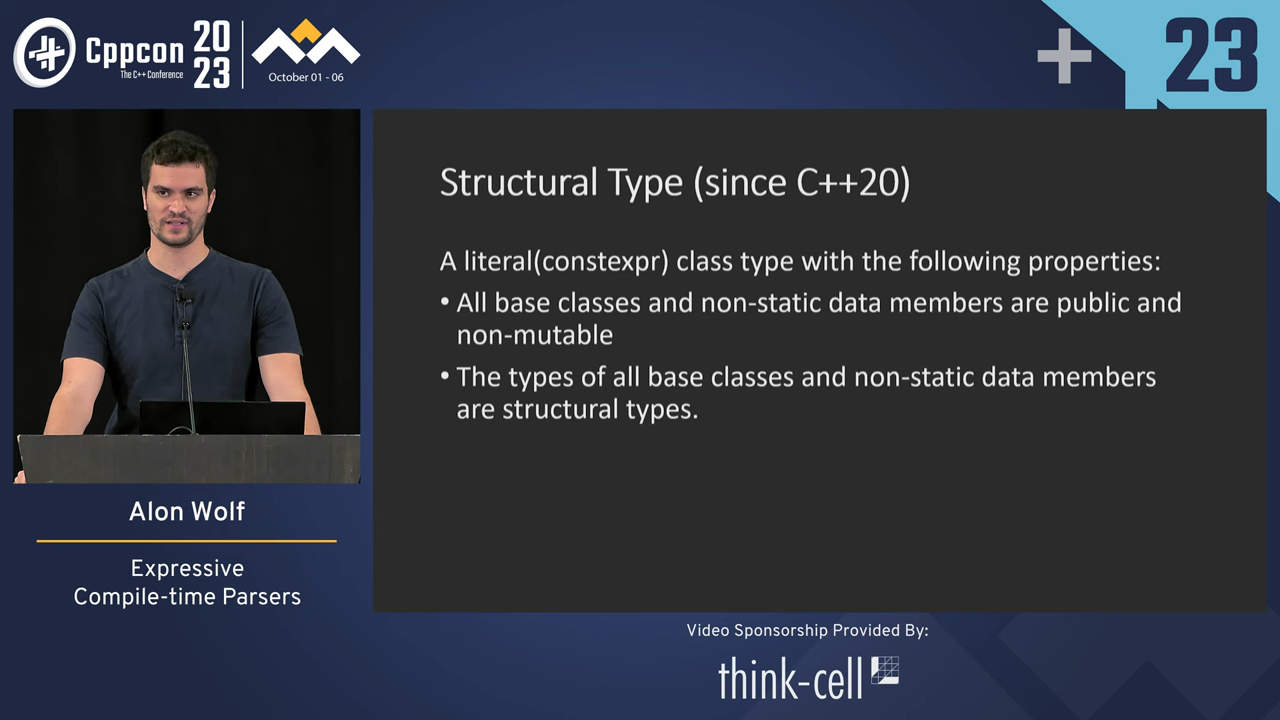 Cppcon
The C++ Conference
20
23
October 01 - 06
23
Structural Type (since C++20)
A literal(constexpr) class type with the following properties:
• All base classes and non-static data members are public and
non-mutable
• The types of all base classes and non-static data members
are structural types.
Alon Wolf
Expressive
Compile-time Parsers
Video Sponsorship Provided By:
think-cell